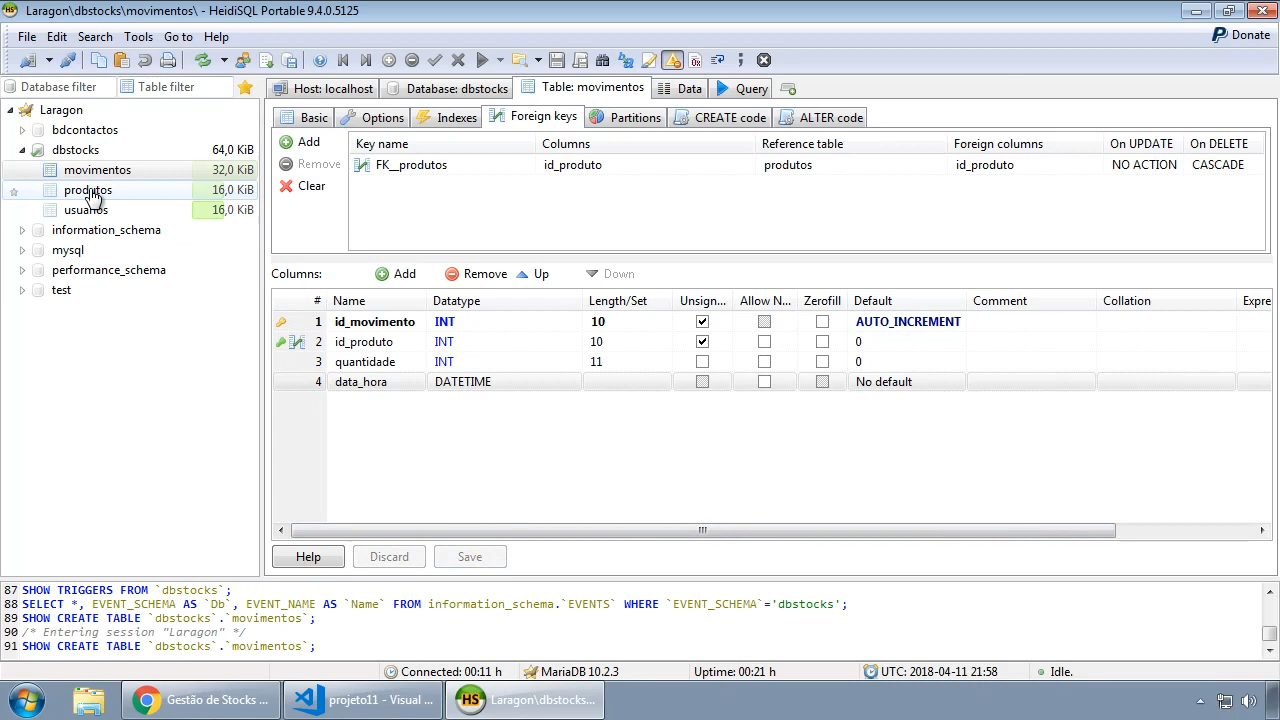 Laragon\dbstocks\movimentos\ - HeidiSQL Portable 9.4.0.5125
File Edit Search Tools Go to Help
Donate
Database filter Table filter
Host: localhost Database: dbstocks Table: movimentos Data Query
Laragon
bdcontactos
dbstocks 64,0 KiB
movimentos 32,0 KiB
produtos 16,0 KiB
usuarios 16,0 KiB
information_schema
mysql
performance_schema
test
Basic Options Indexes Foreign keys Partitions CREATE code ALTER code
Add
Remove
Clear
Key name Columns Reference table Foreign columns On UPDATE On DELETE
FK__produtos id_produto produtos id_produto NO ACTION CASCADE
Columns: Add Remove Up Down
# Name Datatype Length/Set Unsign... Allow N... Zerofill Default Comment Collation Expre
1 id_movimento INT 10 AUTO_INCREMENT
2 id_produto INT 10 0
3 quantidade INT 11 0
4 data_hora DATETIME No default
Help Discard Save
87 SHOW TRIGGERS FROM `dbstocks`;
88 SELECT *, EVENT_SCHEMA AS `Db`, EVENT_NAME AS `Name` FROM information_schema.`EVENTS` WHERE `EVENT_SCHEMA`='dbstocks';
89 SHOW CREATE TABLE `dbstocks`.`movimentos`;
90 /* Entering session "Laragon" */
91 SHOW CREATE TABLE `dbstocks`.`movimentos`;
Connected: 00:11 h MariaDB 10.2.3 Uptime: 00:21 h UTC: 2018-04-11 21:58 Idle.
Gestão de Stocks ... projeto11 - Visual ... HS Laragon\dbstocks...